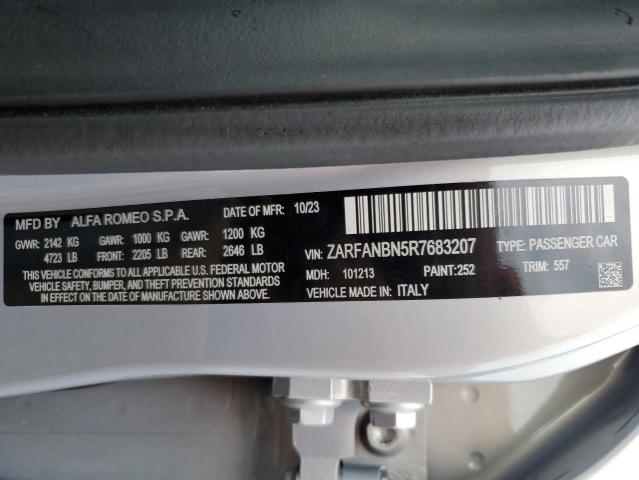 MFD BY ALFA ROMEO S.P.A. DATE OF MFR: 10/23
GVWR: 2142 KG GAWR: 1000 KG GAWR: 1200 KG
4723 LB FRONT: 2205 LB REAR: 2646 LB
THIS VEHICLE CONFORMS TO ALL APPLICABLE U.S. FEDERAL MOTOR
VEHICLE SAFETY, BUMPER, AND THEFT PREVENTION STANDARDS
IN EFFECT ON THE DATE OF MANUFACTURE SHOWN ABOVE.
VIN: ZARFANBN5R7683207 TYPE: PASSENGER CAR
MDH: 101213 PAINT:252 TRIM: 557
VEHICLE MADE IN: ITALY